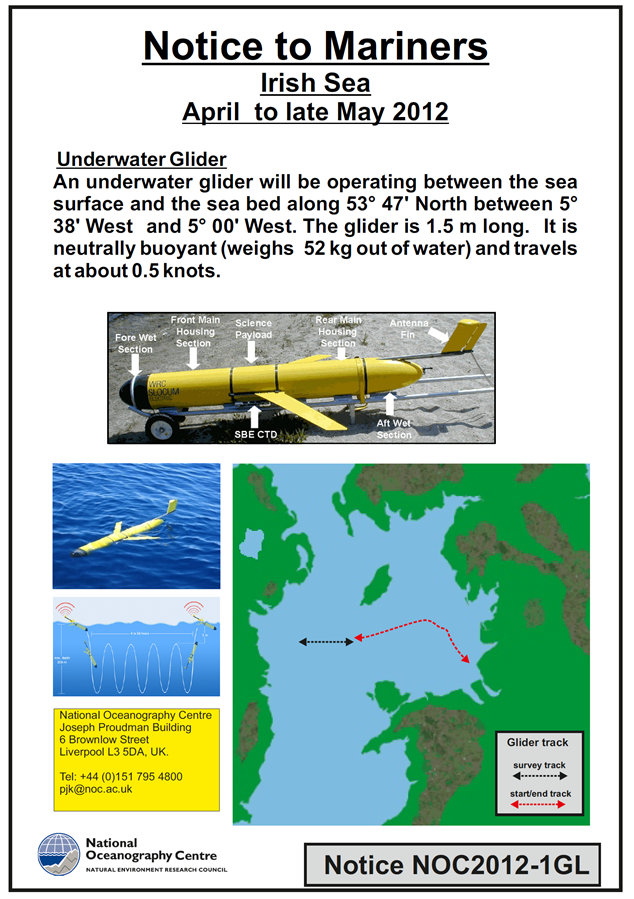 Notice to Mariners
Irish Sea
April to late May 2012
Underwater Glider
An underwater glider will be operating between the sea
surface and the sea bed along 53° 47' North between 5°
38' West and 5° 00' West. The glider is 1.5 m long. It is
neutrally buoyant (weighs 52 kg out of water) and travels
at about 0.5 knots.
Fore Wet
Section
Front Main
Housing
Section
Science
Payload
Rear Main
Housing
Section
Antenna
Fin
WRC
SLOCUM
ELECTRIC
SBE CTD
Aft Wet
Section
National Oceanography Centre
Joseph Proudman Building
6 Brownlow Street
Liverpool L3 5DA, UK.
Tel: +44 (0)151 795 4800
pjk@noc.ac.uk
Glider track
survey track
start/end track
National
Oceanography Centre
NATURAL ENVIRONMENT RESEARCH COUNCIL
Notice NOC2012-1GL